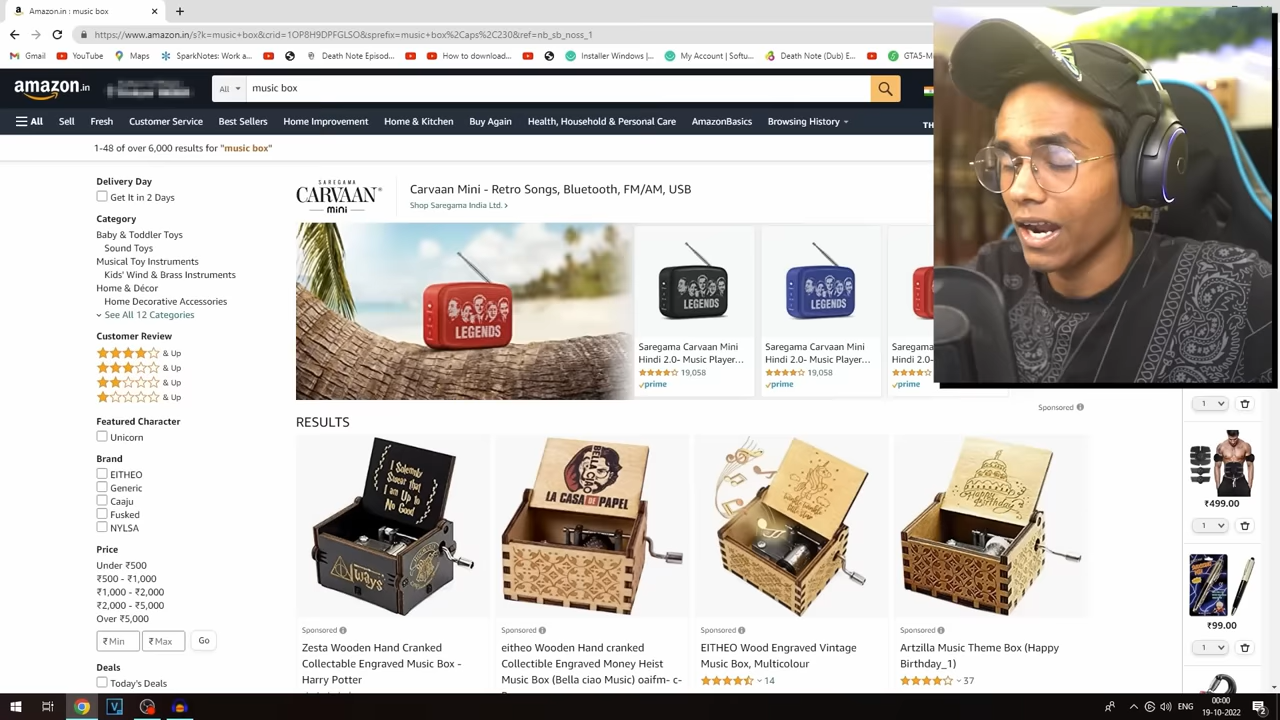 Amazon.in : music box
https://www.amazon.in/s?k=music+box&crid=1OP8H9DPFGLSO&sprefix=music+box%2Caps%2C230&ref=nb_sb_noss_1
Gmail YouTube Maps SparkNotes: Work a... Death Note Episod... How to download... Installer Windows |... My Account | Softu... Death Note (Dub) E... GTA5-
amazon.in
All music box
All Sell Fresh Customer Service Best Sellers Home Improvement Home & Kitchen Buy Again Health, Household & Personal Care AmazonBasics Browsing History TH
1-48 of over 6,000 results for "music box"
Delivery Day
Get It in 2 Days
Category
Baby & Toddler Toys
Sound Toys
Musical Toy Instruments
Kids' Wind & Brass Instruments
Home & Décor
Home Decorative Accessories
See All 12 Categories
Customer Review
& Up
& Up
& Up
& Up
Featured Character
Unicorn
Brand
EITHEO
Generic
Caaju
Fusked
NYLSA
Price
Under ₹500
₹500 - ₹1,000
₹1,000 - ₹2,000
₹2,000 - ₹5,000
Over ₹5,000
₹ Min ₹ Max Go
Deals
Today's Deals
SAREGAMA
CARVAAN®
mini
Carvaan Mini - Retro Songs, Bluetooth, FM/AM, USB
Shop Saregama India Ltd. ›
LEGENDS
LEGENDS
LEGENDS
Saregama Carvaan Mini
Hindi 2.0- Music Player...
19,058
prime
Saregama Carvaan Mini
Hindi 2.0- Music Player...
19,058
prime
Saregama
Hindi 2.0-
prime
Sponsored
RESULTS
I Solemnly
Swear that
I am Up to
No Good
Always
BELLA CIAO
LA CASA DE PAPEL
Happy Birthday
Sponsored
Zesta Wooden Hand Cranked
Collectable Engraved Music Box -
Harry Potter
Sponsored
eitheo Wooden Hand cranked
Collectible Engraved Money Heist
Music Box (Bella ciao Music) oaifm- c-
Sponsored
EITHEO Wood Engraved Vintage
Music Box, Multicolour
14
Sponsored
Artzilla Music Theme Box (Happy
Birthday_1)
37
1
₹499.00
1
₹99.00
1
ENG
00:00
19-10-2022
2